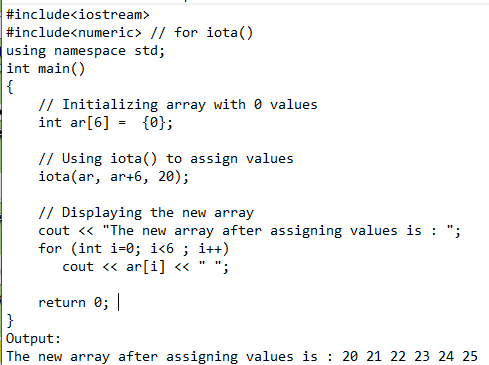 #include<iostream>
#include<numeric> // for iota()
using namespace std;
int main()
{
    // Initializing array with 0 values
    int ar[6] =  {0};

    // Using iota() to assign values
    iota(ar, ar+6, 20);

    // Displaying the new array
    cout << "The new array after assigning values is : ";
    for (int i=0; i<6 ; i++)
       cout << ar[i] << " ";

    return 0;
}
Output:
The new array after assigning values is : 20 21 22 23 24 25